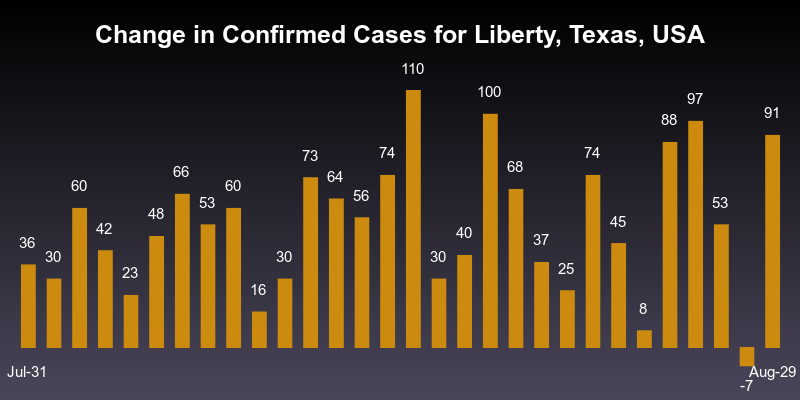 Change in Confirmed Cases for Liberty, Texas, USA
36 30 60 42 23 48 66 53 60 16 30 73 64 56 74 110 30 40 100 68 37 25 74 45 8 88 97 53 -7 91
Jul-31 Aug-29